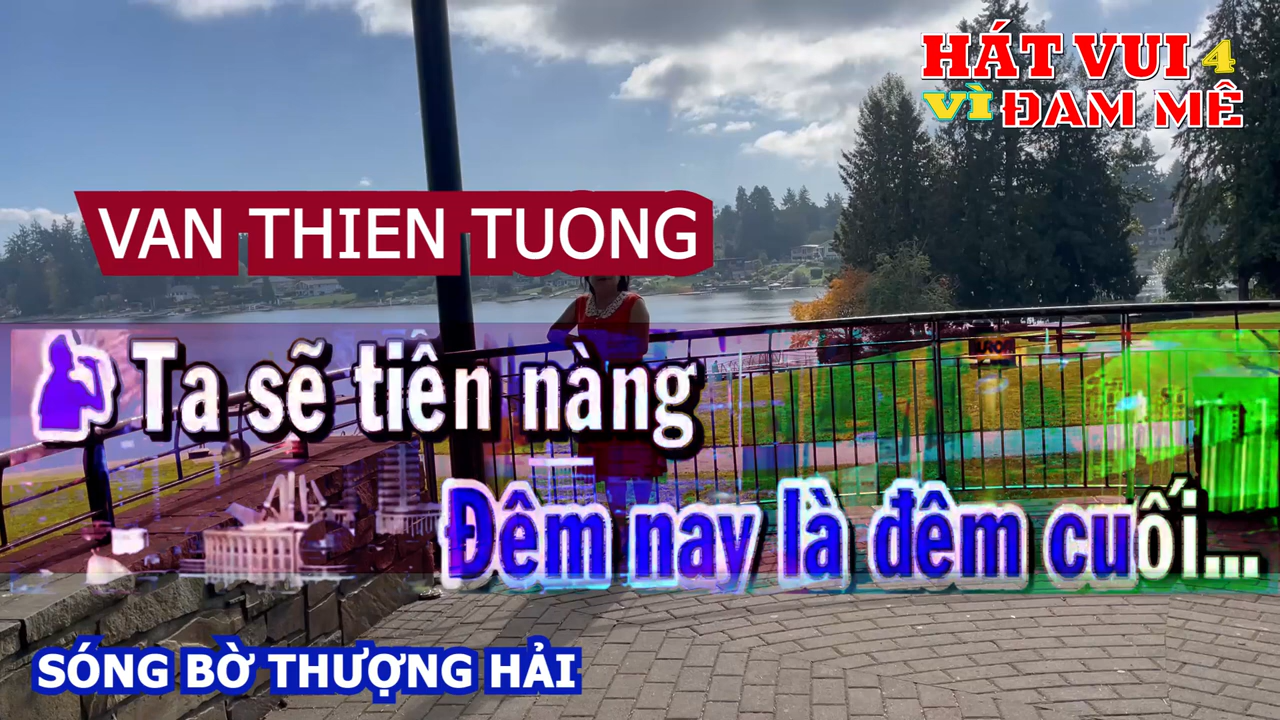 HÁT VUI 4
VÌ ĐAM MÊ
VAN THIEN TUONG
Ta sẽ tiên nàng
Đêm nay là đêm cuối...
SÓNG BỜ THƯỢNG HẢI